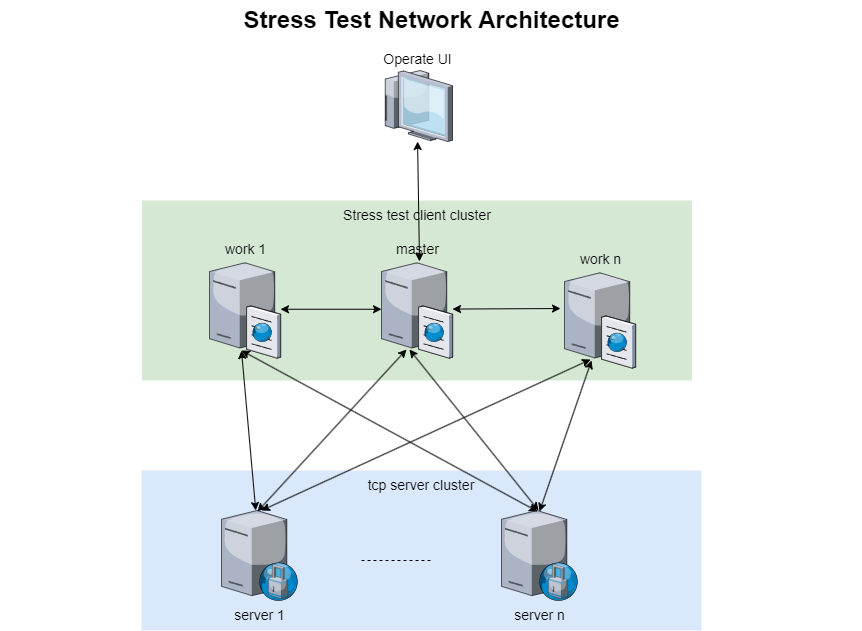 Stress Test Network Architecture
Operate UI
Stress test client cluster
work 1
master
work n
tcp server cluster
------------
server 1
server n